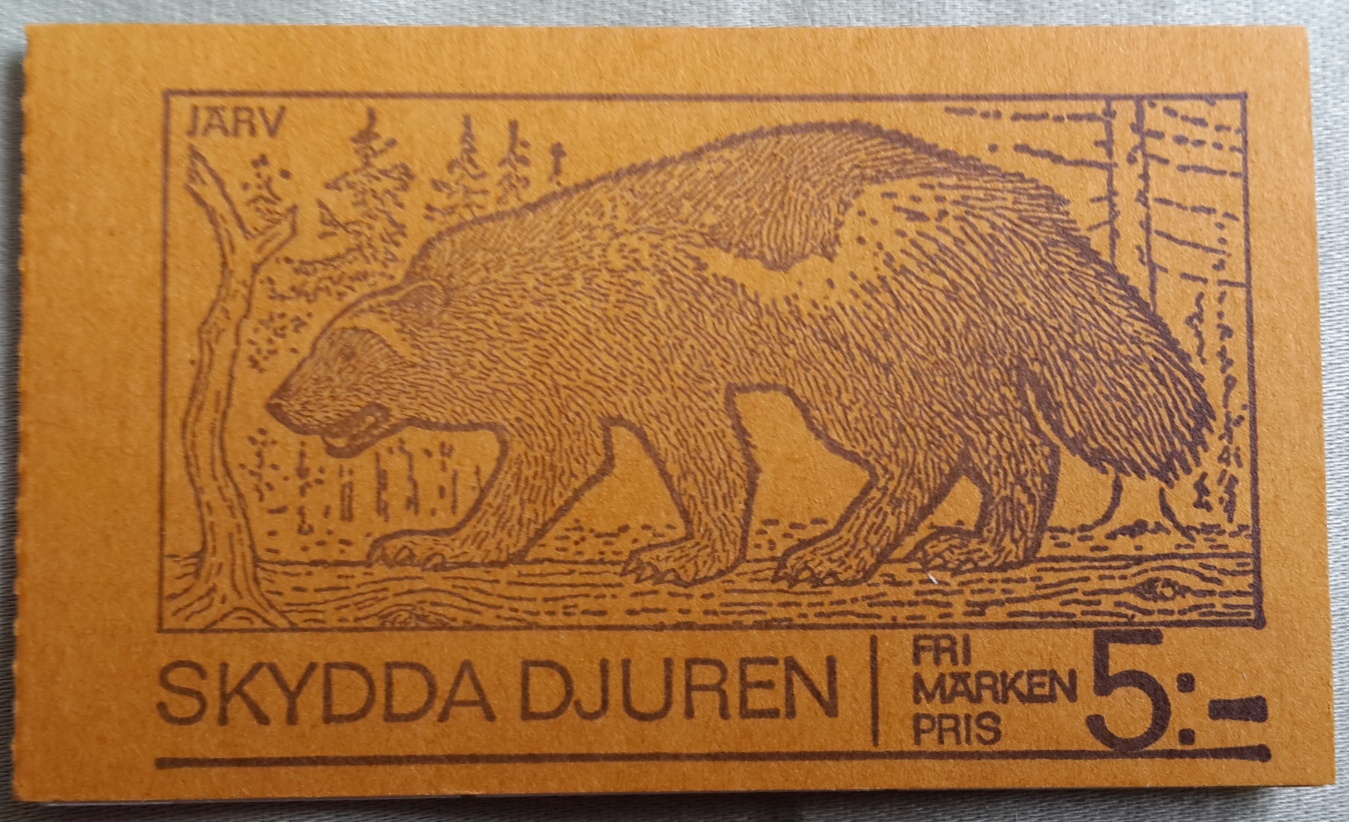 JÄRV
SKYDDA DJUREN
FRI
MÄRKEN
PRIS
5:-